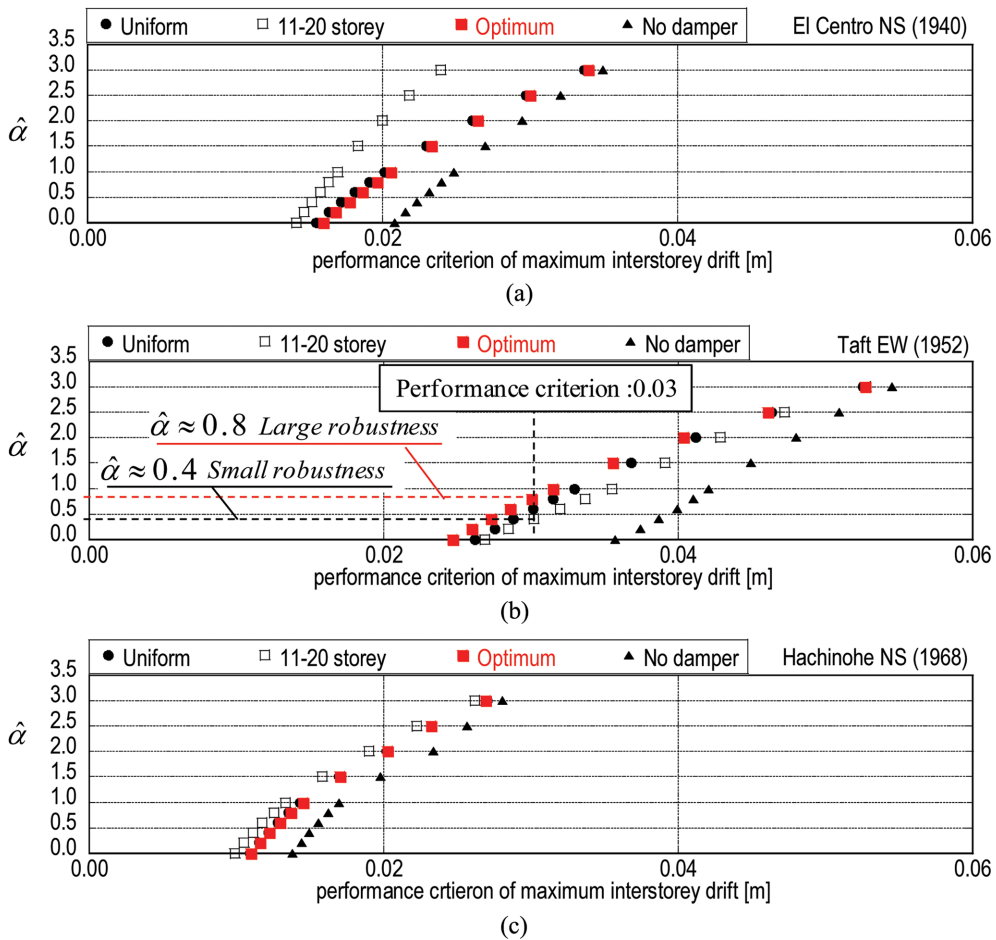 Uniform 11-20 storey Optimum No damper El Centro NS (1940)
3.5
3.0
2.5
2.0
1.5
1.0
0.5
0.0
α̂
0.00 0.02 0.04 0.06
performance criterion of maximum interstorey drift [m]
(a)
Uniform 11-20 storey Optimum No damper Taft EW (1952)
3.5
3.0
2.5
2.0
1.5
1.0
0.5
0.0
α̂
Performance criterion :0.03
α̂ ≈ 0.8 Large robustness
α̂ ≈ 0.4 Small robustness
0.00 0.02 0.04 0.06
performance criterion of maximum interstorey drift [m]
(b)
Uniform 11-20 storey Optimum No damper Hachinohe NS (1968)
3.5
3.0
2.5
2.0
1.5
1.0
0.5
0.0
α̂
0.00 0.02 0.04 0.06
performance crtieron of maximum interstorey drift [m]
(c)